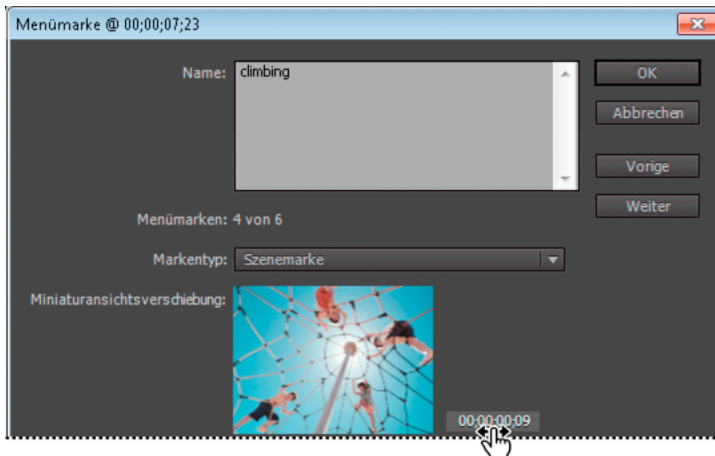 Menümarke @ 00;00;07;23
Name: climbing
OK
Abbrechen
Vorige
Weiter
Menümarken: 4 von 6
Markentyp: Szenemarke
Miniaturansichtsverschiebung:
00;00;00;09